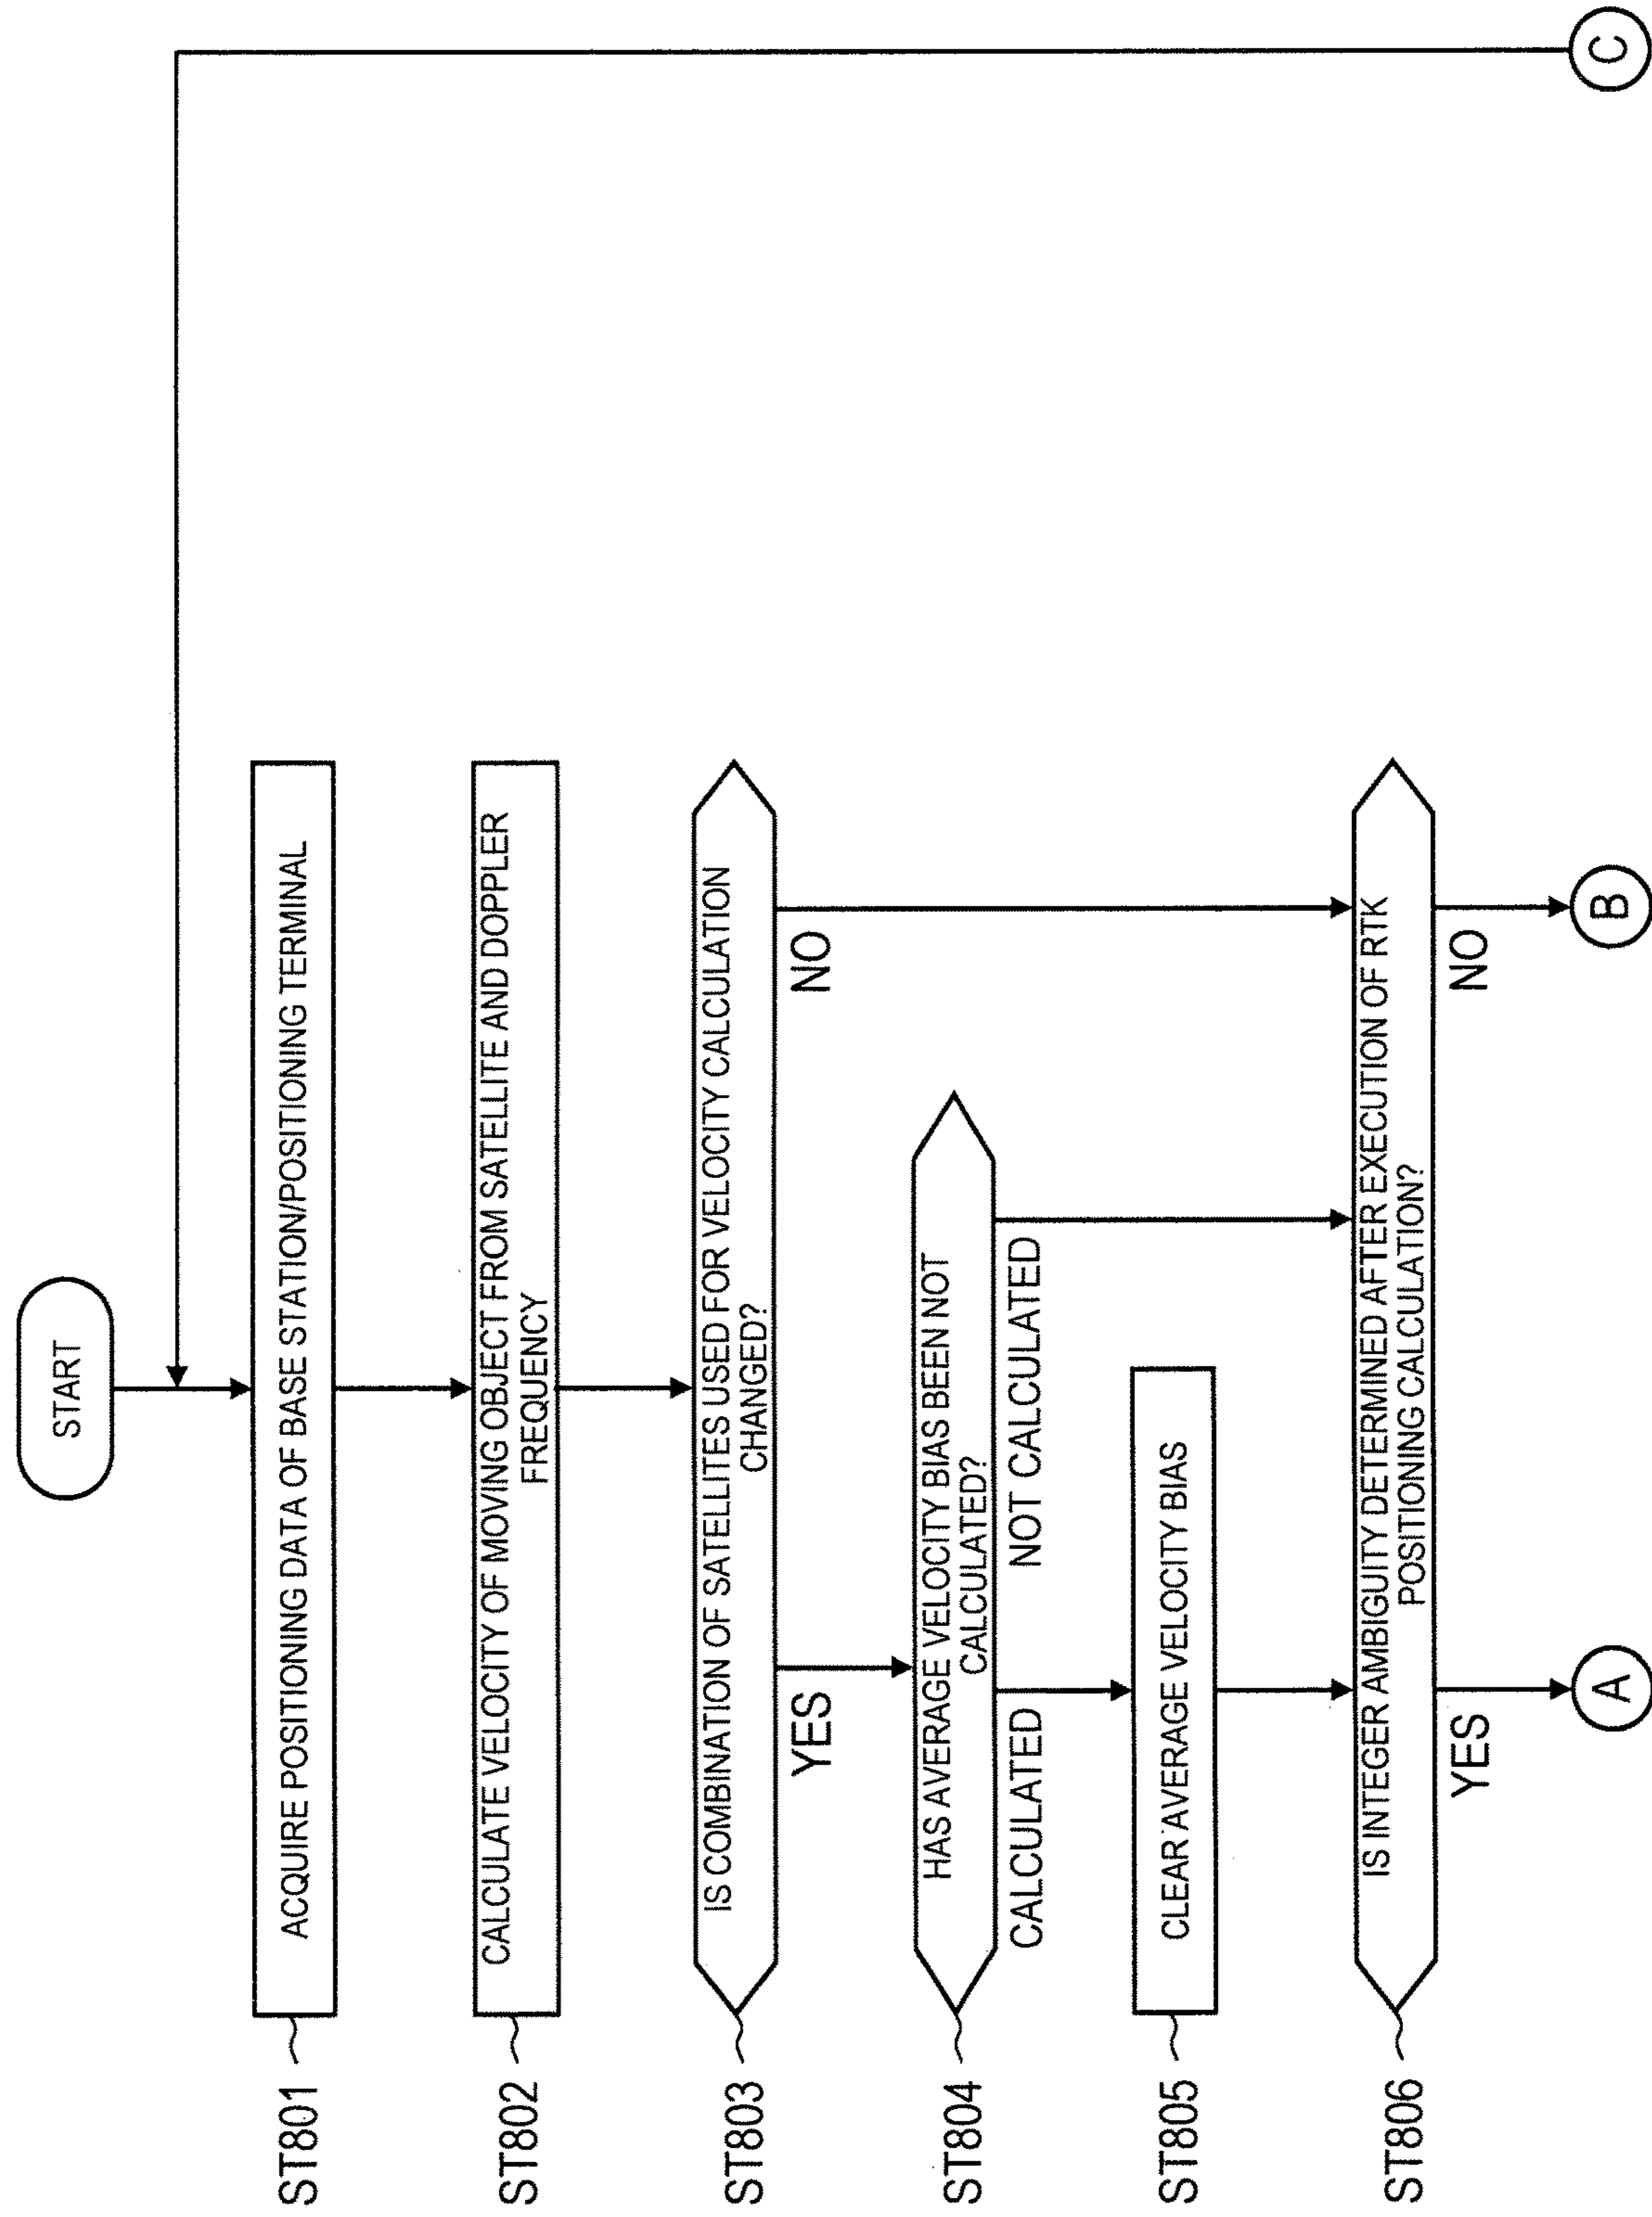 START
ST801
ACQUIRE POSITIONING DATA OF BASE STATION/POSITIONING TERMINAL
ST802
CALCULATE VELOCITY OF MOVING OBJECT FROM SATELLITE AND DOPPLER
FREQUENCY
ST803
IS COMBINATION OF SATELLITES USED FOR VELOCITY CALCULATION
CHANGED?
YES
NO
ST804
HAS AVERAGE VELOCITY BIAS BEEN NOT
CALCULATED?
CALCULATED
NOT CALCULATED
ST805
CLEAR AVERAGE VELOCITY BIAS
ST806
IS INTEGER AMBIGUITY DETERMINED AFTER EXECUTION OF RTK
POSITIONING CALCULATION?
YES
NO
A
B
C